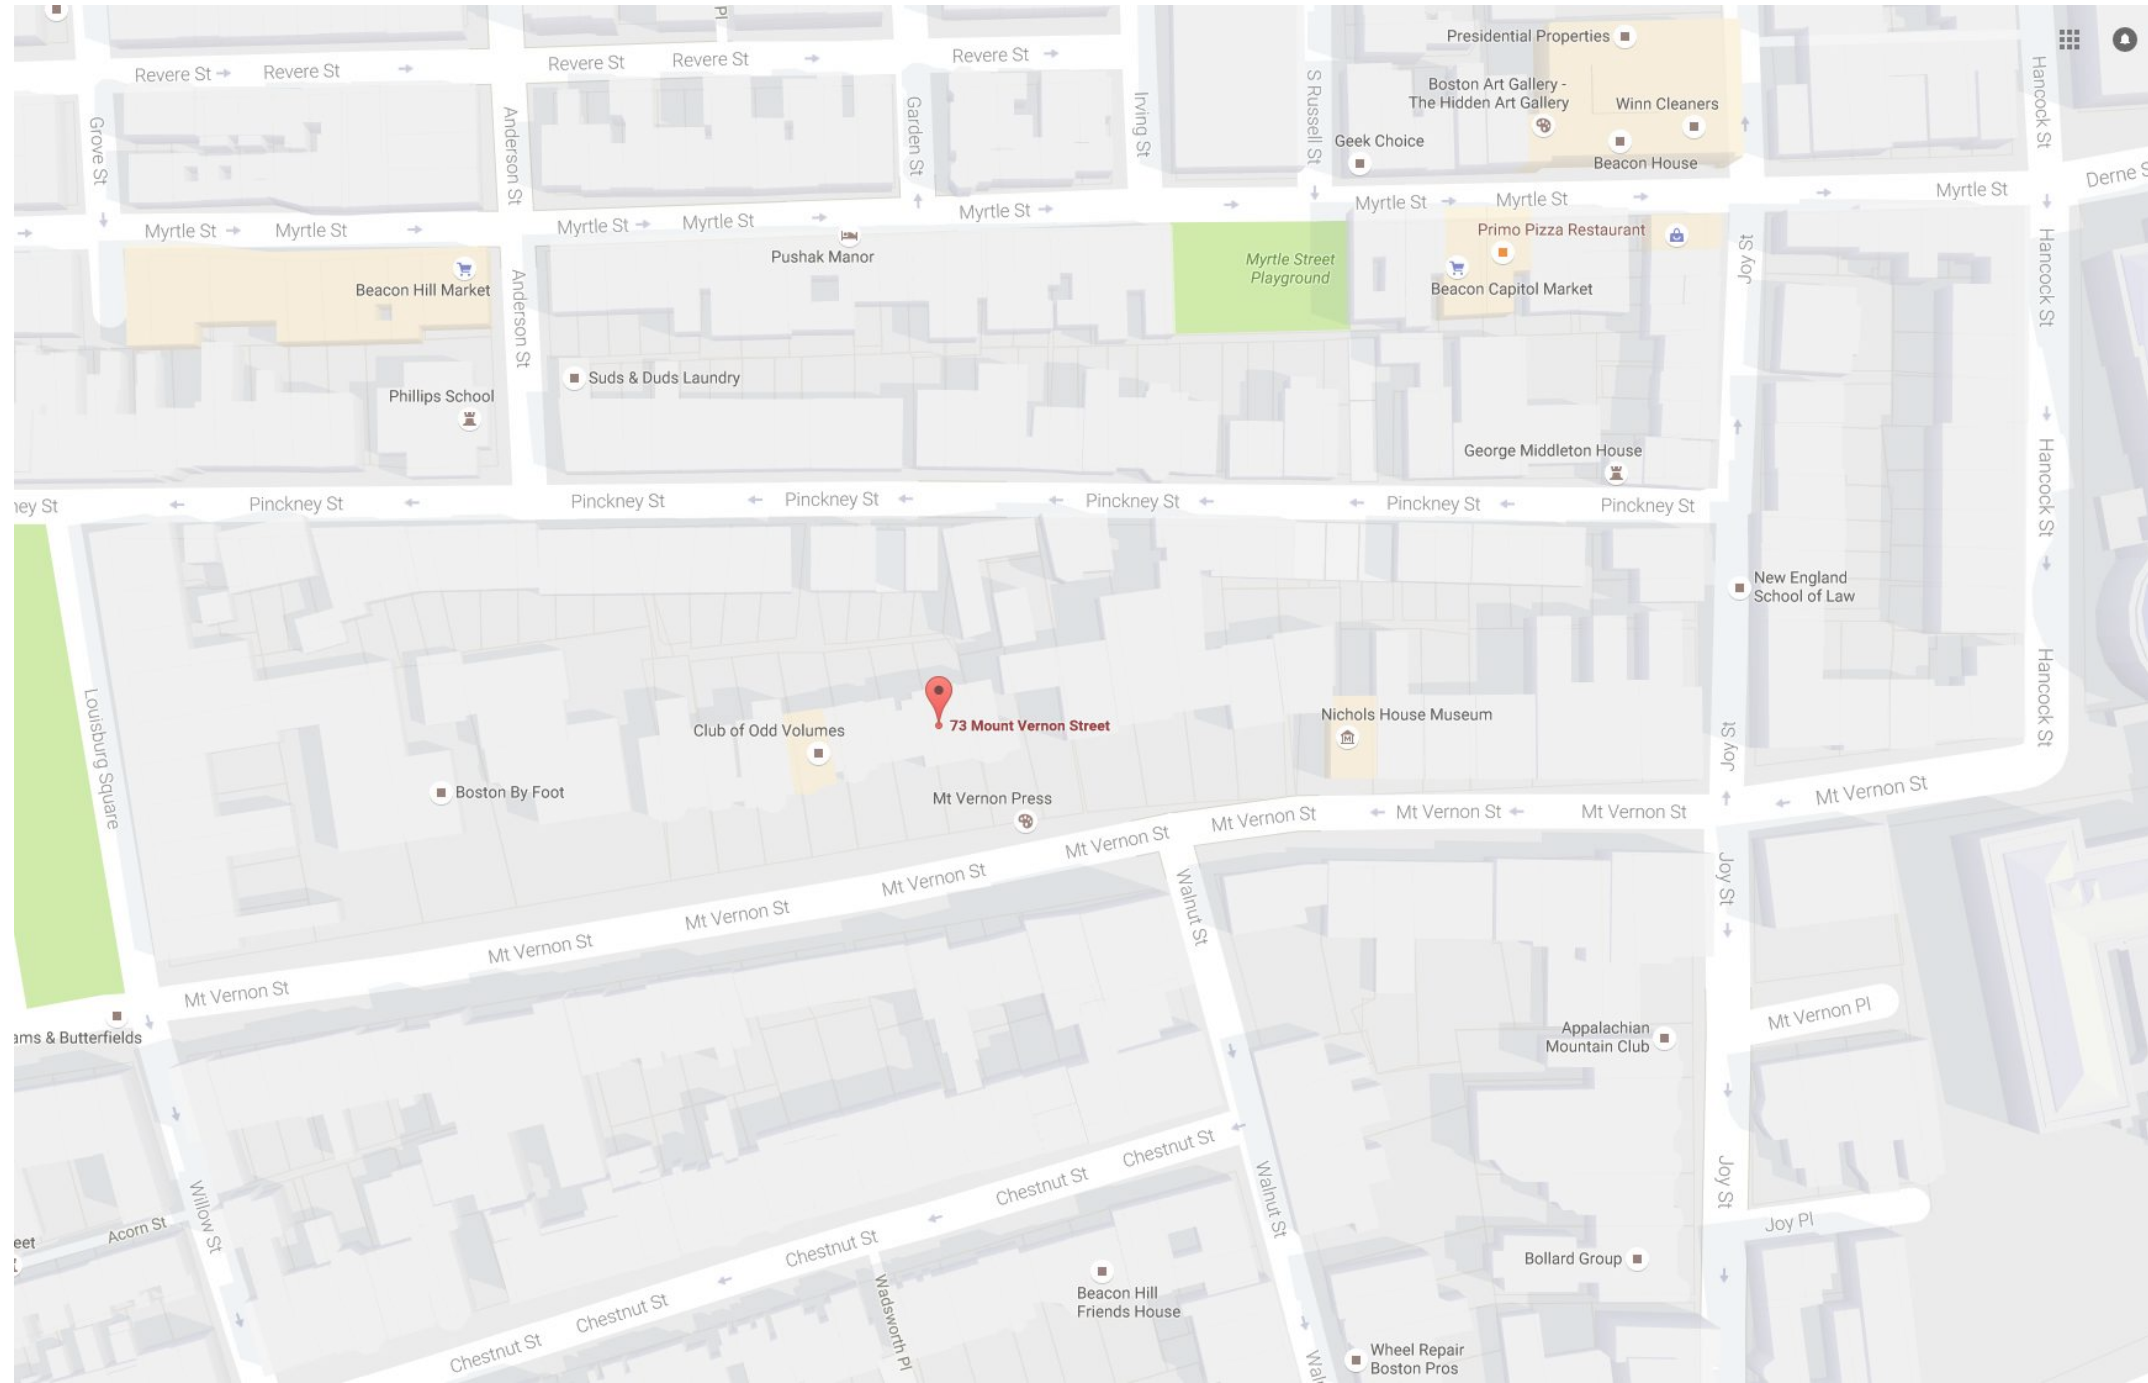 Pl
Revere St
Revere St
Revere St
Revere St
Revere St
Presidential Properties
Boston Art Gallery -
The Hidden Art Gallery
Winn Cleaners
Geek Choice
Beacon House
Grove St
Anderson St
Garden St
Irving St
S Russell St
Hancock St
Derne S
Myrtle St
Myrtle St
Myrtle St
Myrtle St
Myrtle St
Myrtle St
Myrtle St
Myrtle St
Pushak Manor
Myrtle Street
Playground
Primo Pizza Restaurant
Beacon Capitol Market
Joy St
Hancock St
Beacon Hill Market
Anderson St
Suds & Duds Laundry
Phillips School
George Middleton House
Hancock St
ney St
Pinckney St
Pinckney St
Pinckney St
Pinckney St
Pinckney St
Pinckney St
New England
School of Law
Louisburg Square
Club of Odd Volumes
73 Mount Vernon Street
Nichols House Museum
Joy St
Hancock St
Boston By Foot
Mt Vernon Press
Mt Vernon St
Mt Vernon St
Mt Vernon St
Mt Vernon St
Mt Vernon St
Mt Vernon St
Mt Vernon St
Mt Vernon St
Mt Vernon St
Walnut St
Joy St
ams & Butterfields
Mt Vernon Pl
Appalachian
Mountain Club
Chestnut St
Chestnut St
Chestnut St
Chestnut St
Chestnut St
Willow St
Acorn St
eet
Walnut St
Joy St
Joy Pl
Wadsworth Pl
Beacon Hill
Friends House
Bollard Group
Wheel Repair
Boston Pros
Wal